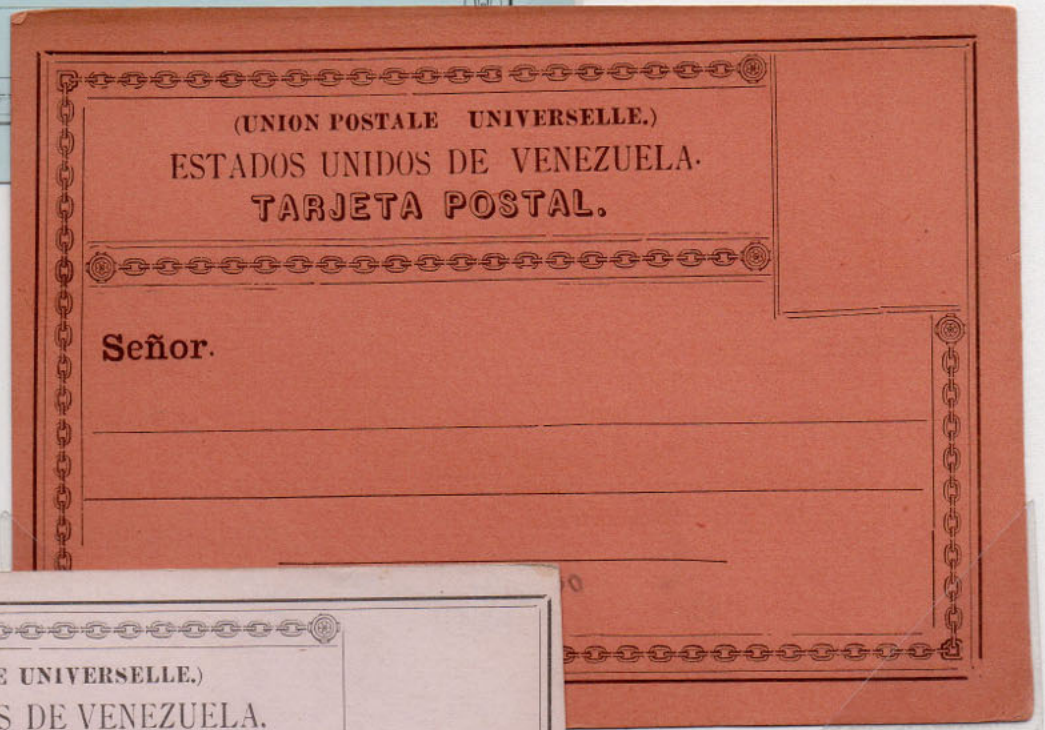 (UNION POSTALE UNIVERSELLE.)
ESTADOS UNIDOS DE VENEZUELA.
TARJETA POSTAL.
Señor.
UNIVERSELLE.)
DE VENEZUELA.